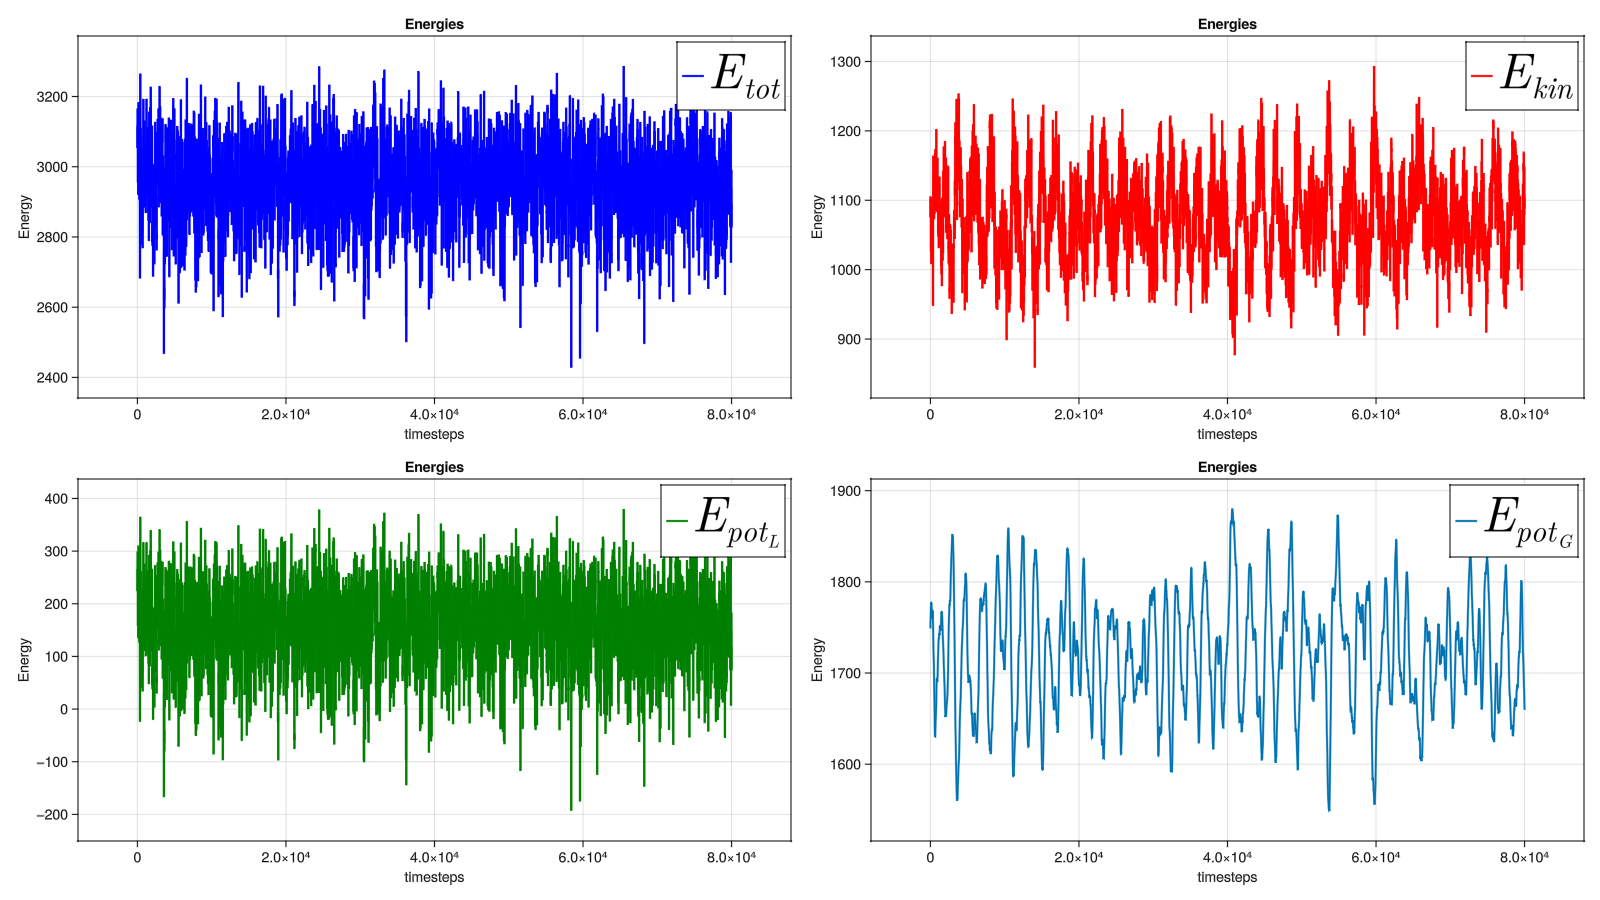 Energies
E_tot
3200
3000
2800
2600
2400
Energy
0 2.0×10⁴ 4.0×10⁴ 6.0×10⁴ 8.0×10⁴
timesteps
Energies
E_kin
1300
1200
1100
1000
900
Energy
0 2.0×10⁴ 4.0×10⁴ 6.0×10⁴ 8.0×10⁴
timesteps
Energies
E_pot_L
400
300
200
100
0
−100
−200
Energy
0 2.0×10⁴ 4.0×10⁴ 6.0×10⁴ 8.0×10⁴
timesteps
Energies
E_pot_G
1900
1800
1700
1600
Energy
0 2.0×10⁴ 4.0×10⁴ 6.0×10⁴ 8.0×10⁴
timesteps